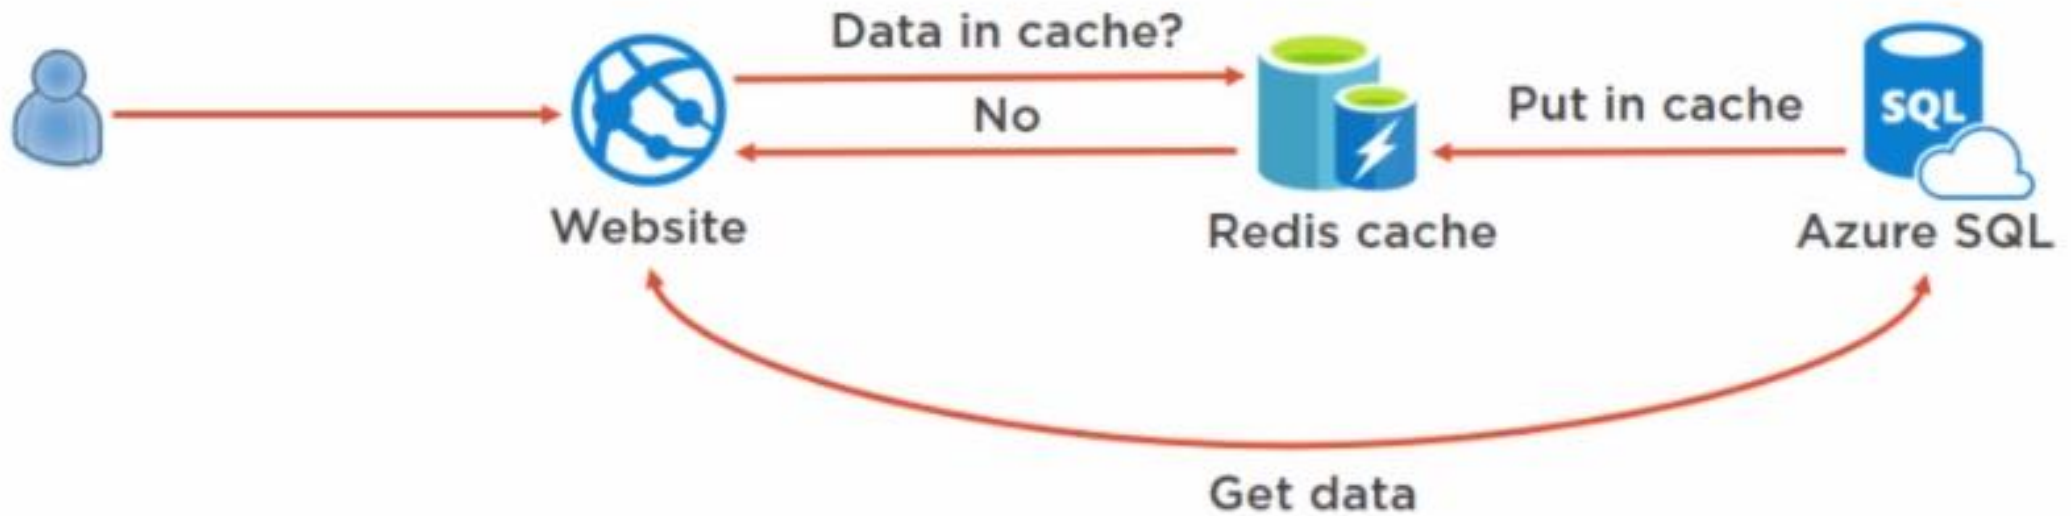 Data in cache?
No
Put in cache
SQL
Website
Redis cache
Azure SQL
Get data